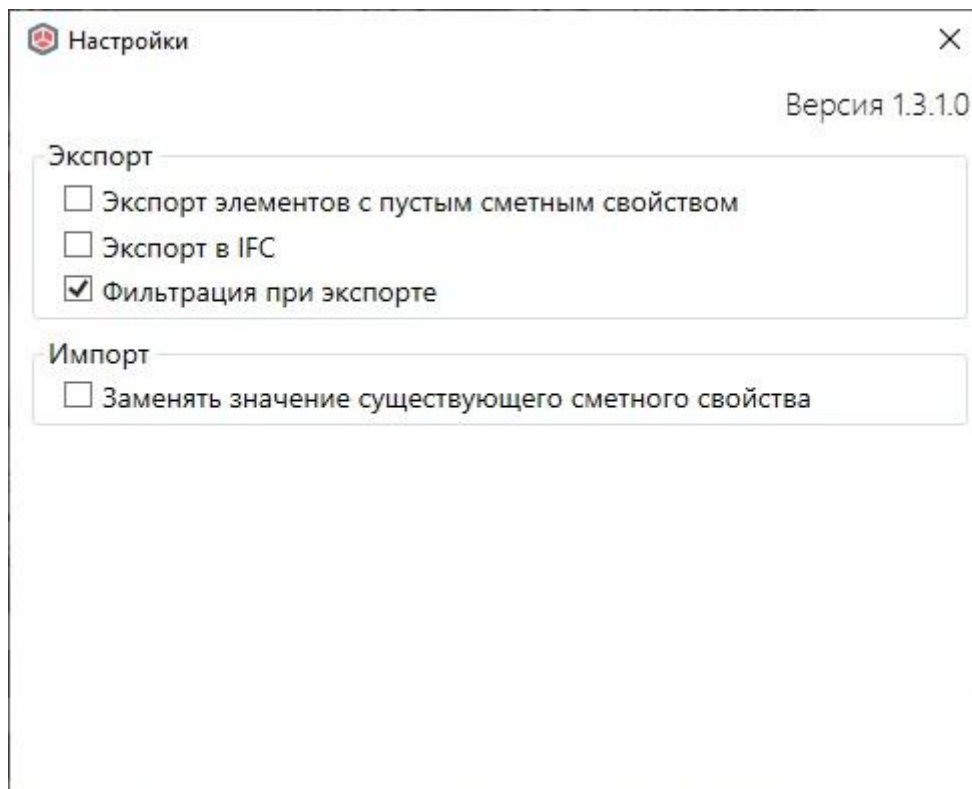 Настройки
Версия 1.3.1.0
Экспорт
Экспорт элементов с пустым сметным свойством
Экспорт в IFC
Фильтрация при экспорте
Импорт
Заменять значение существующего сметного свойства